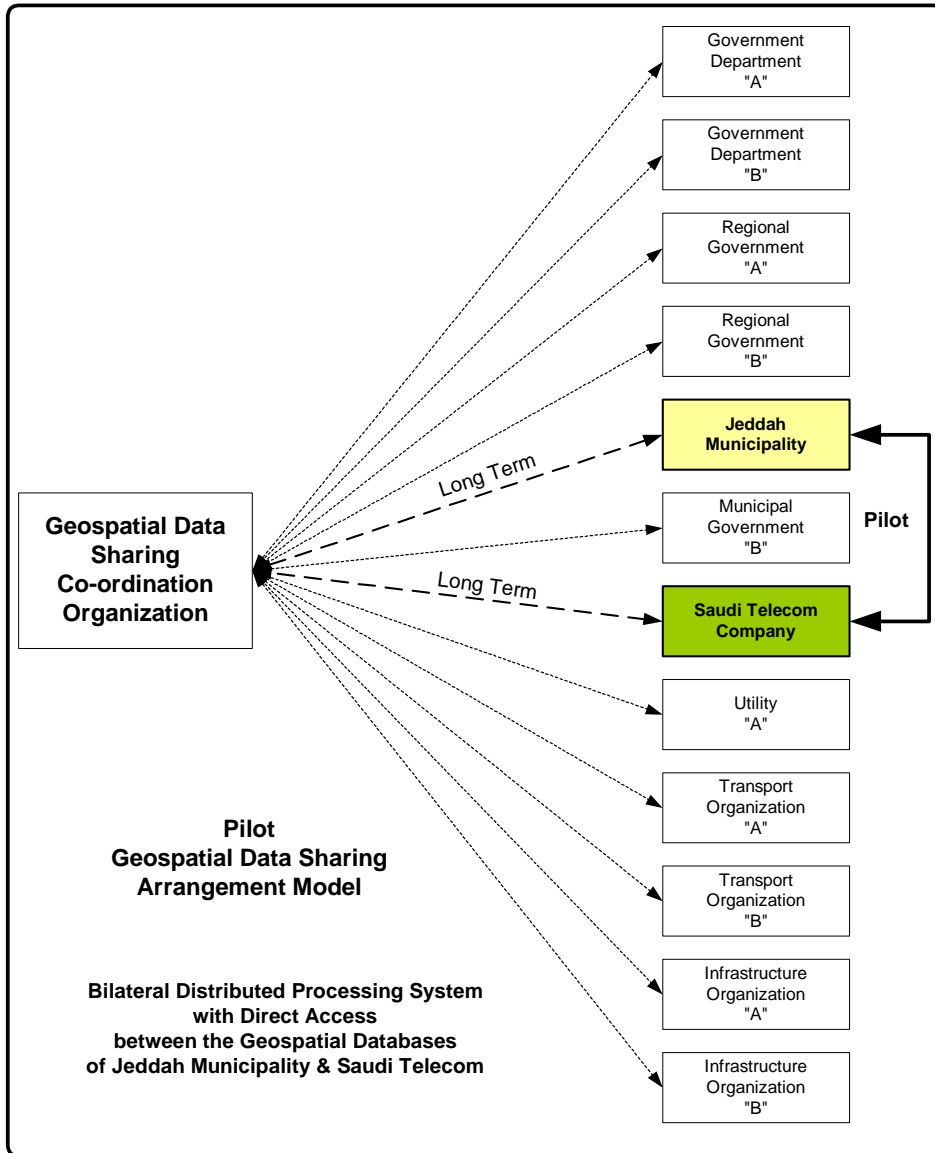 Government
Department
"A"
Government
Department
"B"
Regional
Government
"A"
Regional
Government
"B"
Jeddah
Municipality
Long Term
Municipal
Government
"B"
Pilot
Geospatial Data
Sharing
Co-ordination
Organization
Long Term
Saudi Telecom
Company
Utility
"A"
Transport
Organization
"A"
Transport
Organization
"B"
Infrastructure
Organization
"A"
Infrastructure
Organization
"B"
Pilot
Geospatial Data Sharing
Arrangement Model
Bilateral Distributed Processing System
with Direct Access
between the Geospatial Databases
of Jeddah Municipality & Saudi Telecom